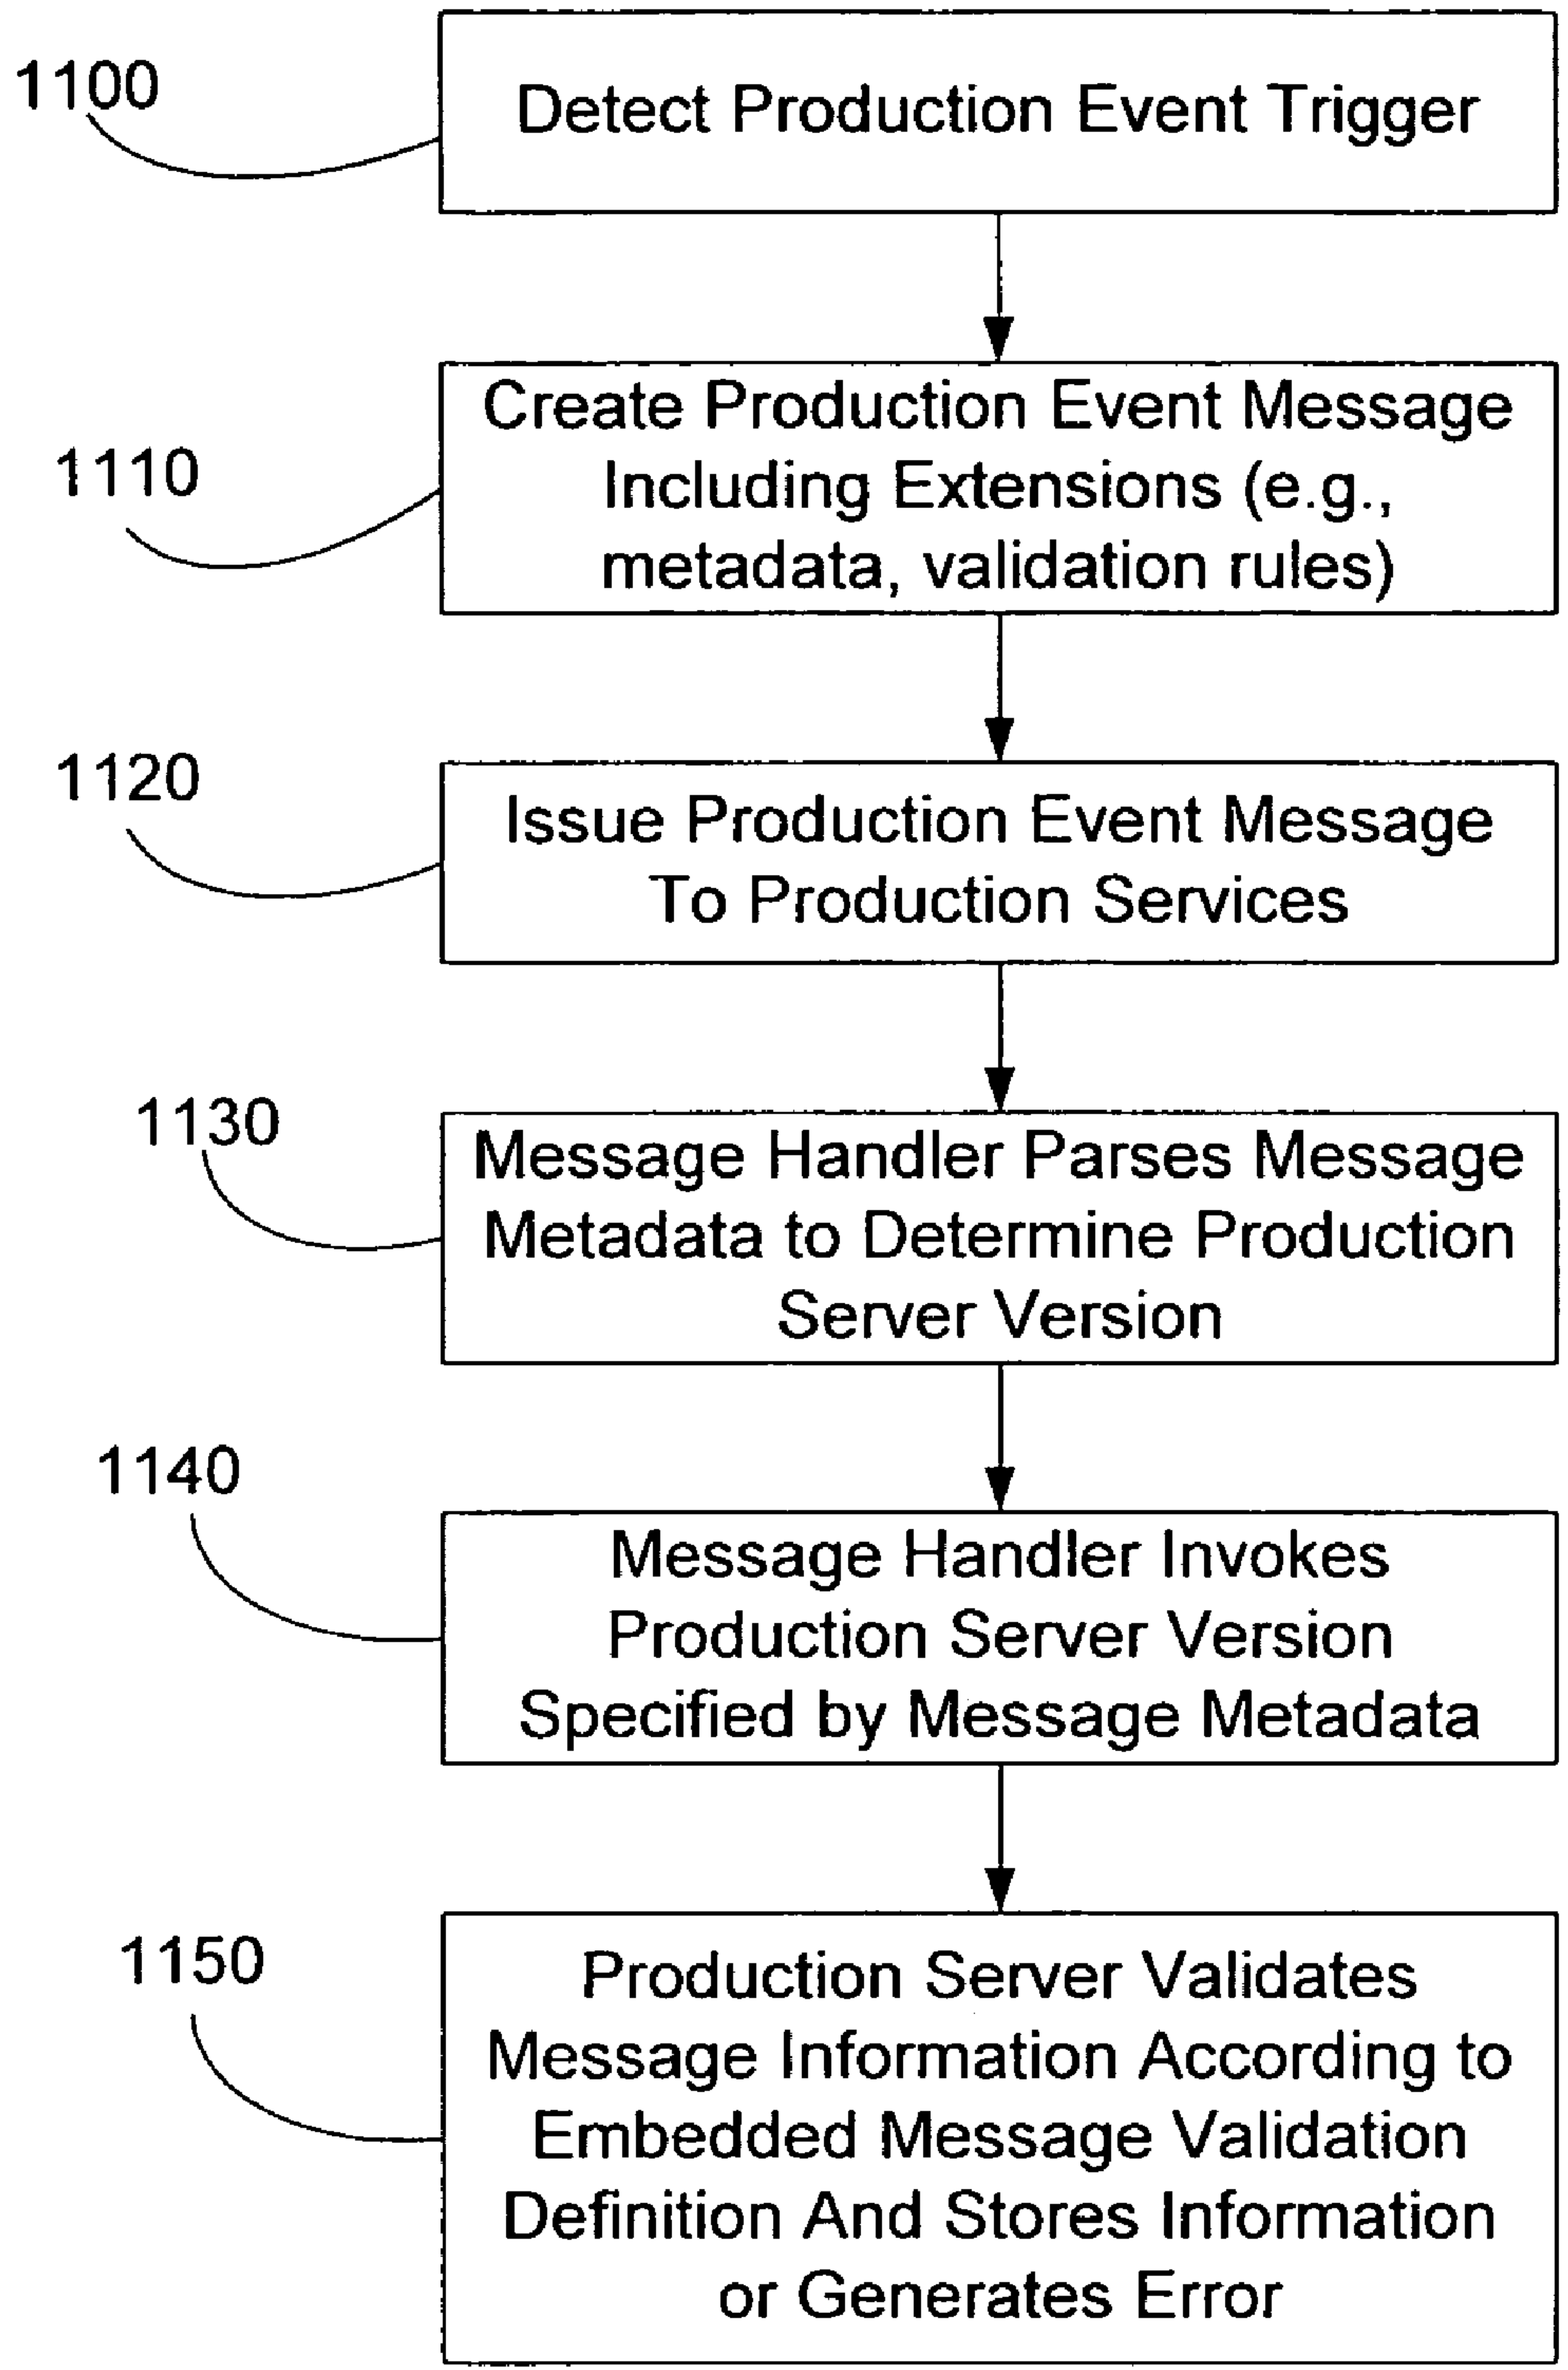 1100
Detect Production Event Trigger
1110
Create Production Event Message
Including Extensions (e.g.,
metadata, validation rules)
1120
Issue Production Event Message
To Production Services
1130
Message Handler Parses Message
Metadata to Determine Production
Server Version
1140
Message Handler Invokes
Production Server Version
Specified by Message Metadata
1150
Production Server Validates
Message Information According to
Embedded Message Validation
Definition And Stores Information
or Generates Error